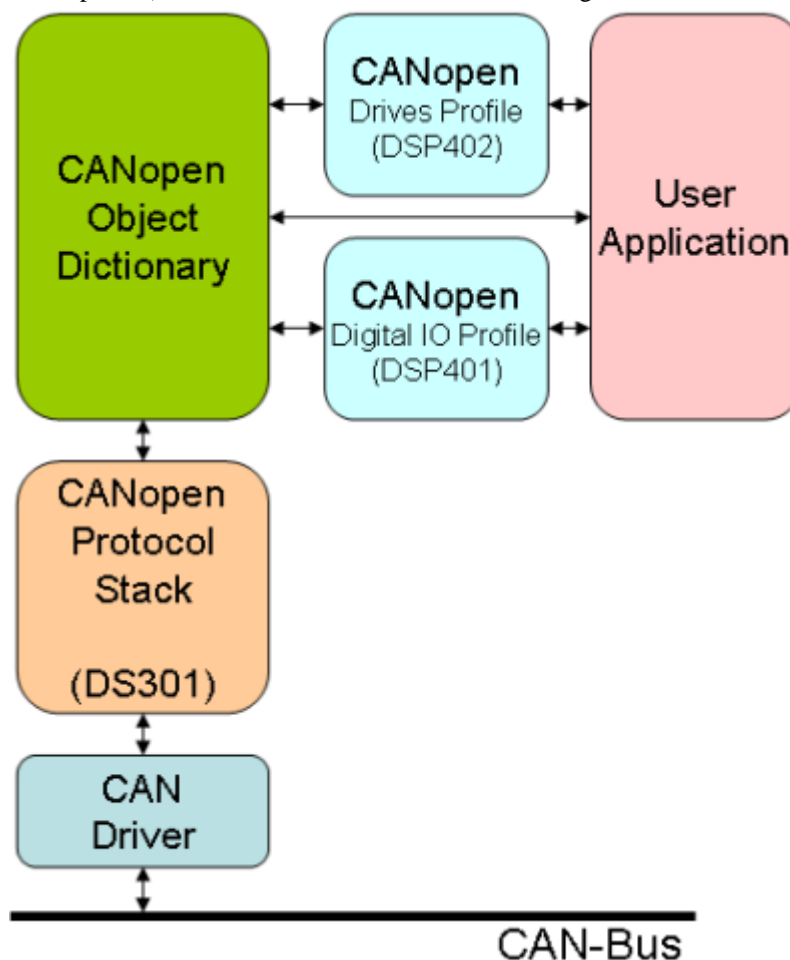 CANopen
Object
Dictionary
CANopen
Drives Profile
(DSP402)
CANopen
Digital IO Profile
(DSP401)
User
Application
CANopen
Protocol
Stack
(DS301)
CAN
Driver
CAN-Bus